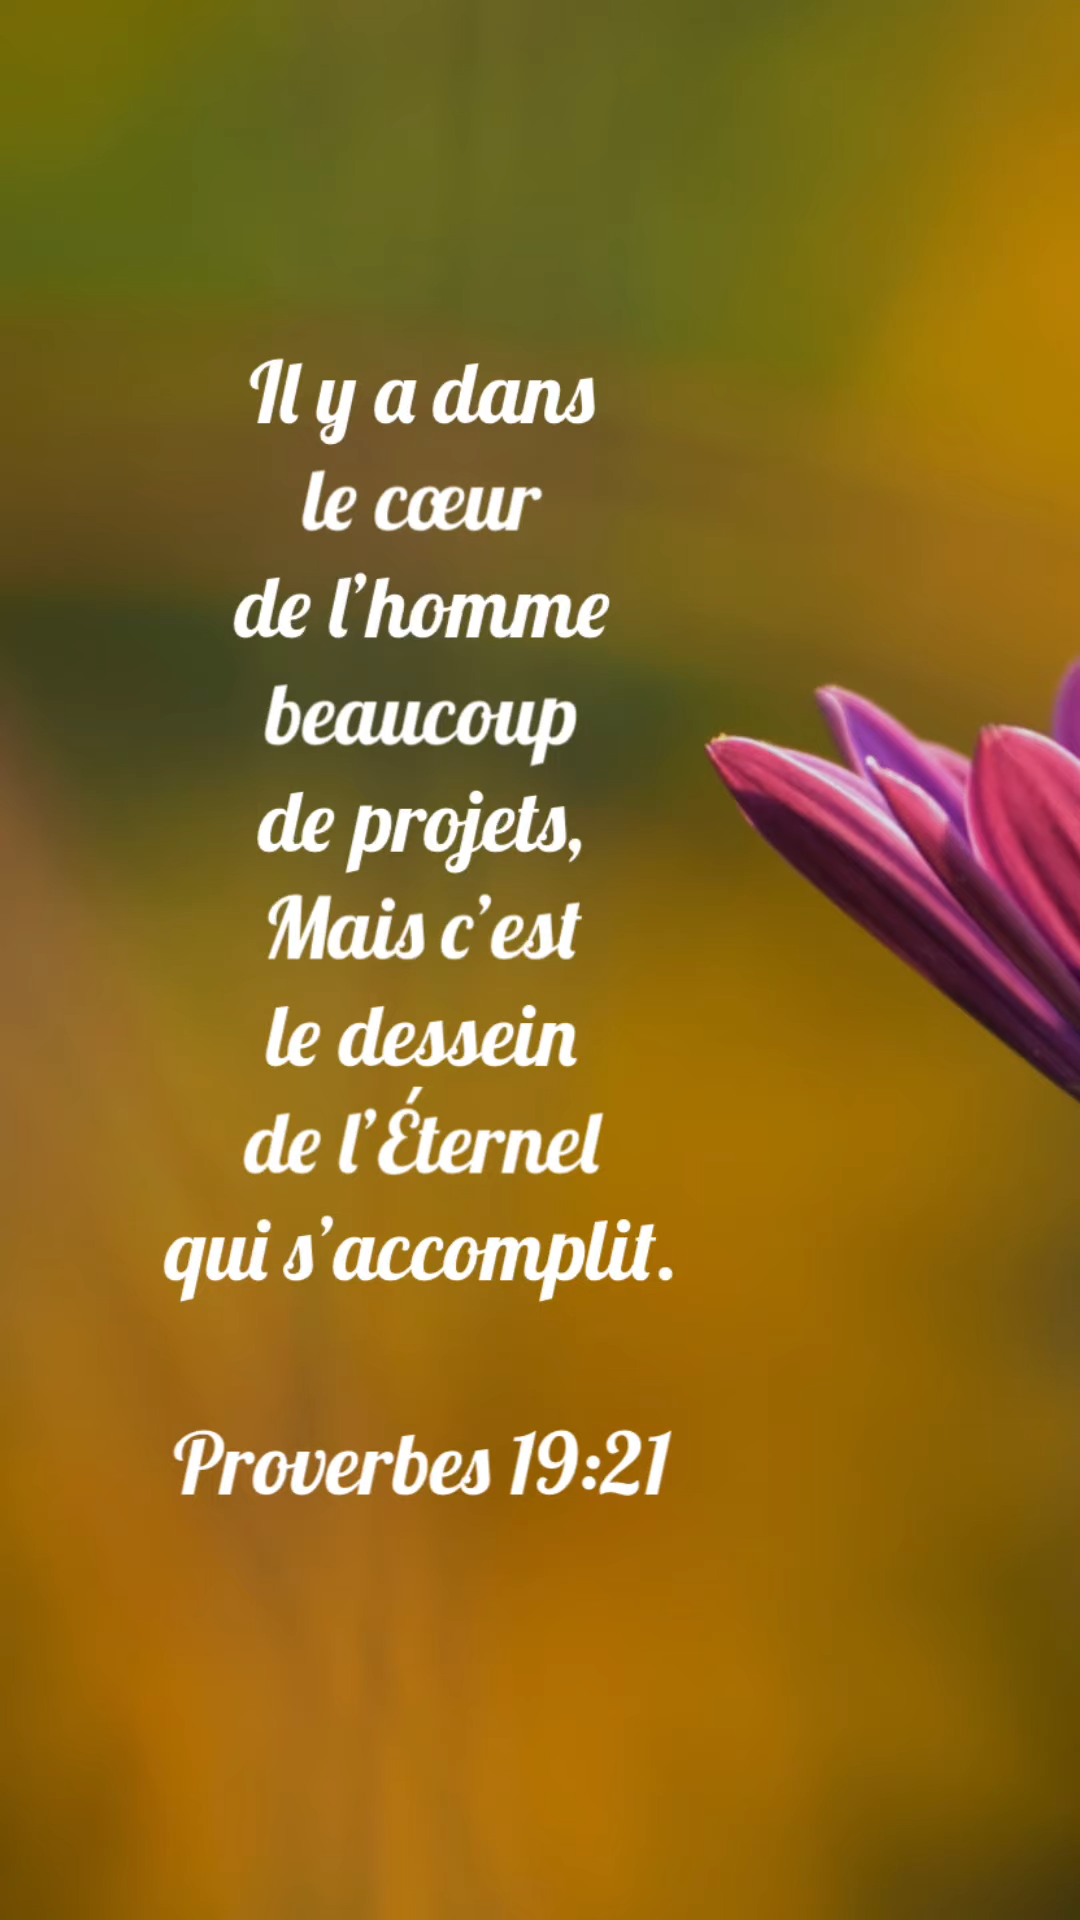 Il y a dans
le cœur
de l’homme
beaucoup
de projets,
Mais c’est
le dessein
de l’Éternel
qui s’accomplit.
Proverbes 19:21